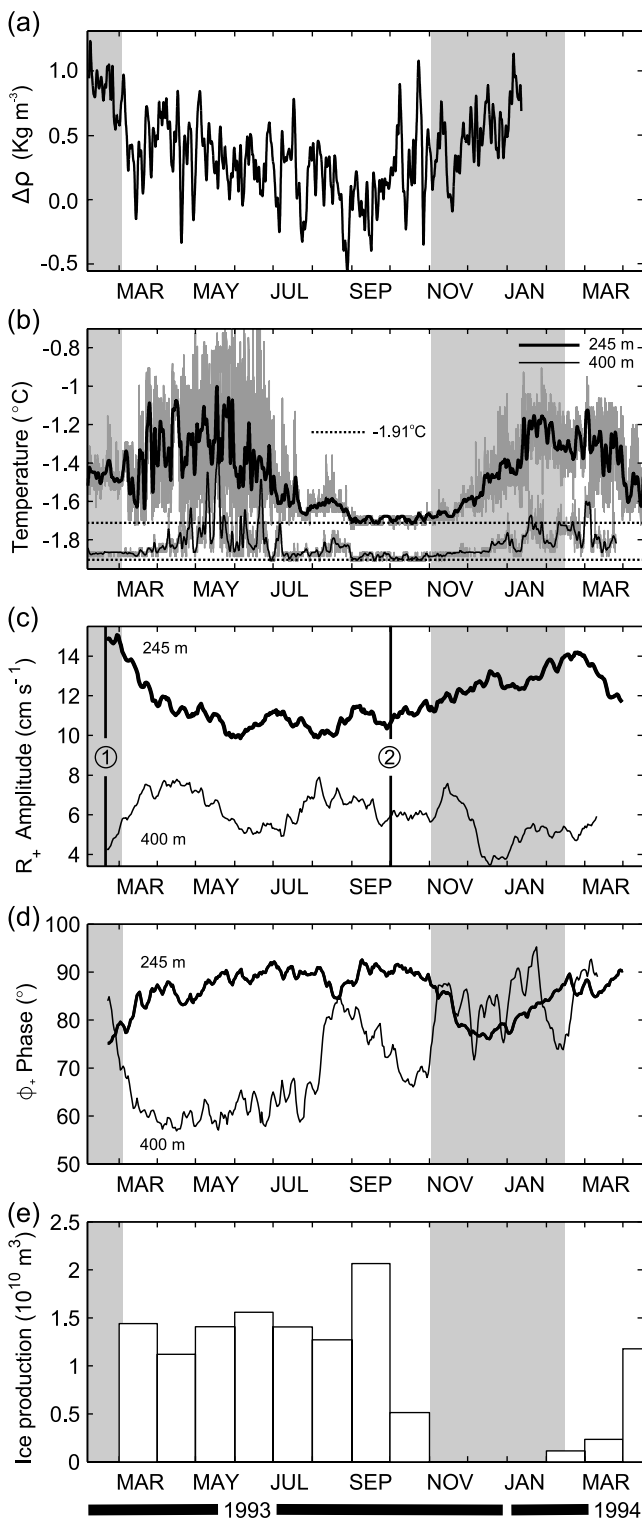 (a)
Δρ (Kg m⁻³)
1.0
0.5
0.0
-0.5
MAR MAY JUL SEP NOV JAN MAR
(b)
Temperature (°C)
-0.8
-1
-1.2
-1.4
-1.6
-1.8
245 m
400 m
-1.91°C
MAR MAY JUL SEP NOV JAN MAR
(c)
R₊ Amplitude (cm s⁻¹)
14
12
10
8
6
4
245 m
1
2
400 m
MAR MAY JUL SEP NOV JAN MAR
(d)
ϕ₊ Phase (°)
100
90
80
70
60
50
245 m
400 m
MAR MAY JUL SEP NOV JAN MAR
(e)
Ice production (10¹⁰ m³)
2.5
2
1.5
1
0.5
0
MAR MAY JUL SEP NOV JAN MAR
1993 1994